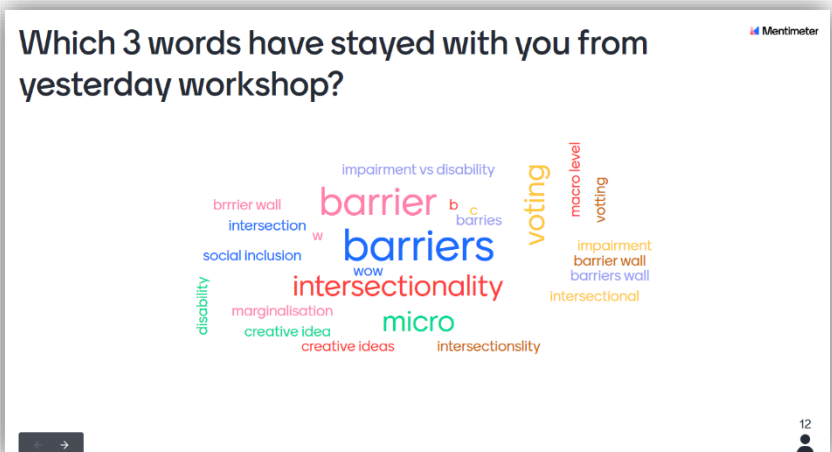 Which 3 words have stayed with you from
yesterday workshop?
Mentimeter
impairment vs disability
macro level
voting
votting
brrrier wall
barrier
b
c
barries
intersection
w
barriers
impairment
social inclusion
barrier wall
wow
barriers wall
intersectionality
intersectional
disability
marginalisation
micro
creative idea
creative ideas
intersectionslity
12